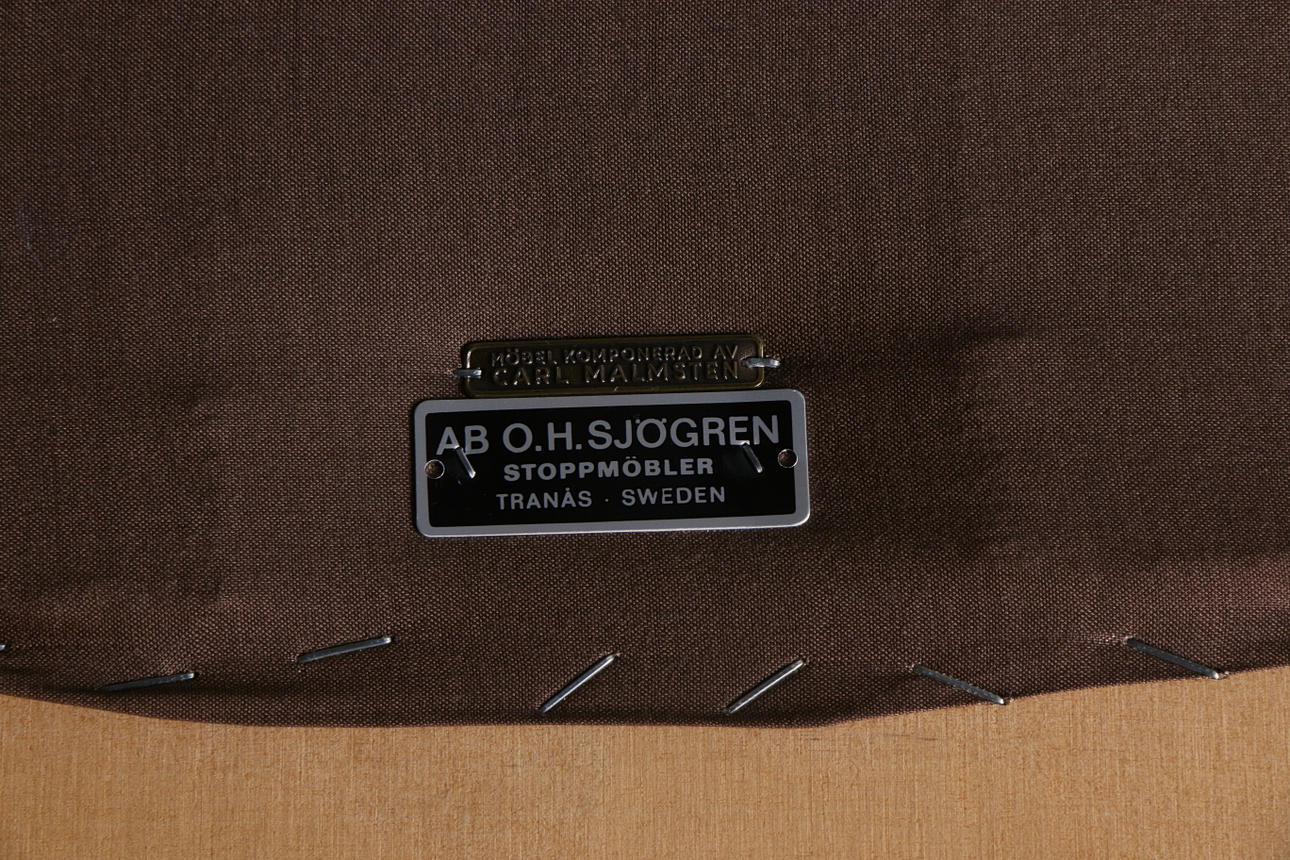 MÖBEL KOMPONERAD AV
CARL MALMSTEN
AB O.H. SJÖGREN
STOPPMÖBLER
TRANÅS · SWEDEN